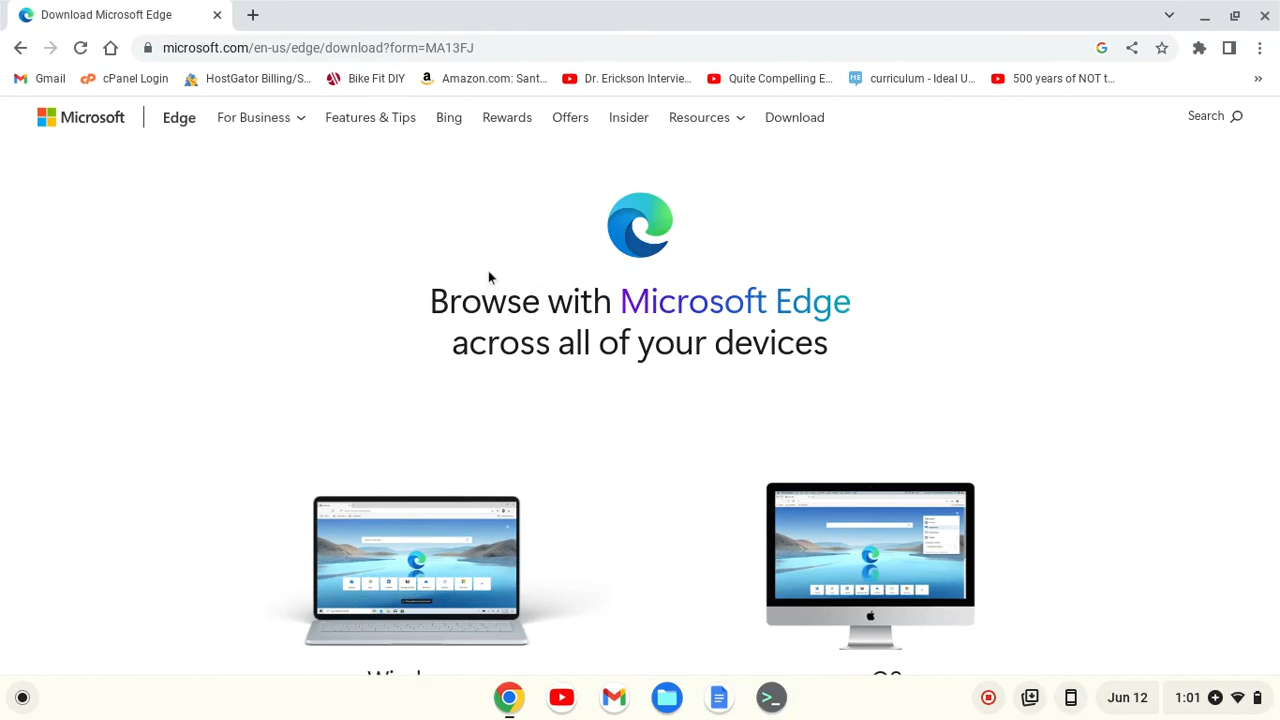 Download Microsoft Edge
microsoft.com/en-us/edge/download?form=MA13FJ
Gmail cPanel Login HostGator Billing/S... Bike Fit DIY Amazon.com: Sant... Dr. Erickson Intervie... Quite Compelling E... curriculum - Ideal U... 500 years of NOT t...
Microsoft Edge For Business Features & Tips Bing Rewards Offers Insider Resources Download Search
Browse with Microsoft Edge
across all of your devices
Jun 12 1:01